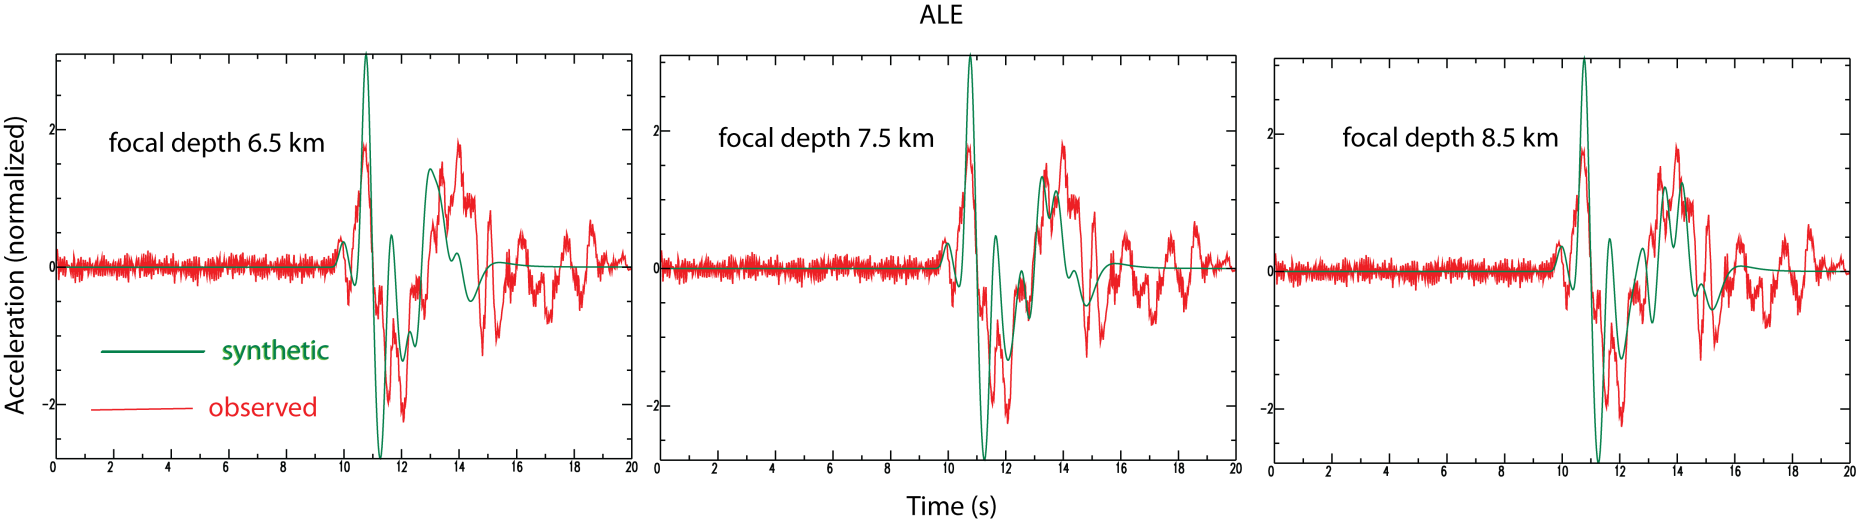 ALE
Acceleration (normalized)
focal depth 6.5 km
synthetic
observed
2
0
-2
0 2 4 6 8 10 12 14 16 18 20
focal depth 7.5 km
2
0
-2
0 2 4 6 8 10 12 14 16 18 20
focal depth 8.5 km
2
0
-2
0 2 4 6 8 10 12 14 16 18 20
Time (s)